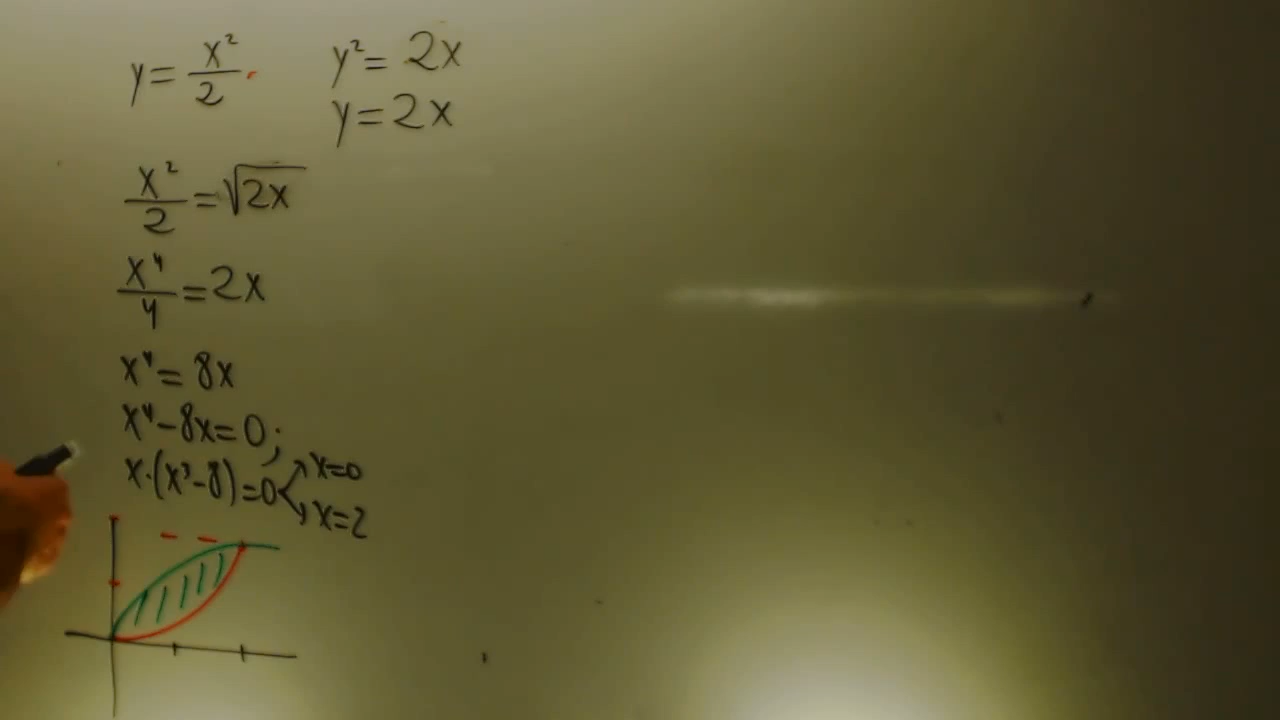 y = x²/2   y² = 2x
y = 2x
x²/2 = √2x
x⁴/4 = 2x
x⁴ = 8x
x⁴ - 8x = 0;
x·(x³-8) = 0   x=0
x=2